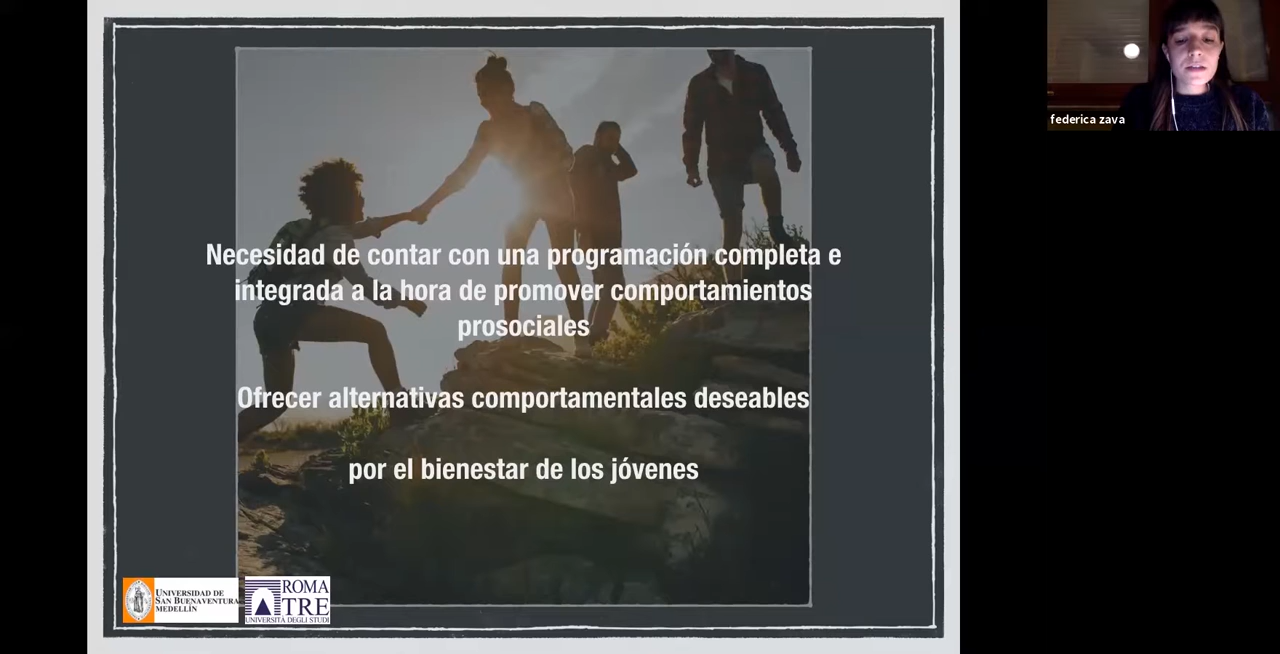 federica zava
Necesidad de contar con una programación completa e
integrada a la hora de promover comportamientos
prosociales
Ofrecer alternativas comportamentales deseables
por el bienestar de los jóvenes
UNIVERSIDAD DE
SAN BUENAVENTURA
MEDELLÍN
ROMA
TRE
UNIVERSITÀ DEGLI STUDI